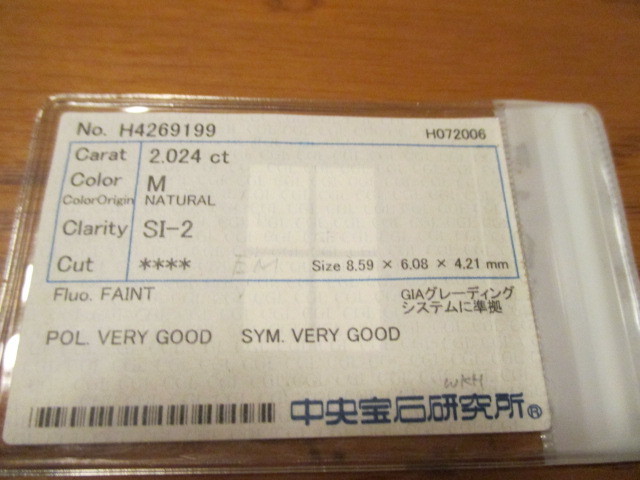 No. H4269199 H072006
Carat 2.024 ct
Color M
ColorOrigin NATURAL
Clarity SI-2
Cut **** EM Size 8.59 × 6.08 × 4.21 mm
Fluo. FAINT GIAグレーディング
システムに準拠
POL. VERY GOOD SYM. VERY GOOD
中央宝石研究所®